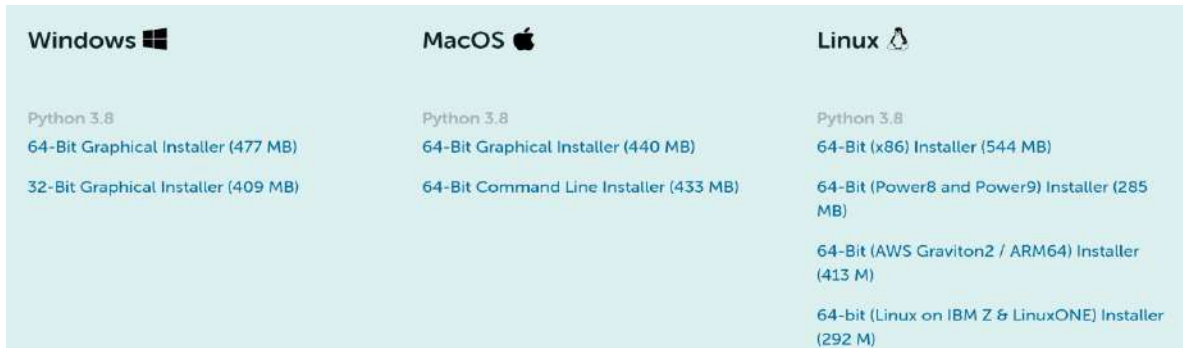 Windows
Python 3.8
64-Bit Graphical Installer (477 MB)
32-Bit Graphical Installer (409 MB)
MacOS
Python 3.8
64-Bit Graphical Installer (440 MB)
64-Bit Command Line Installer (433 MB)
Linux
Python 3.8
64-Bit (x86) Installer (544 MB)
64-Bit (Power8 and Power9) Installer (285
MB)
64-Bit (AWS Graviton2 / ARM64) Installer
(413 M)
64-bit (Linux on IBM Z & LinuxONE) Installer
(292 M)